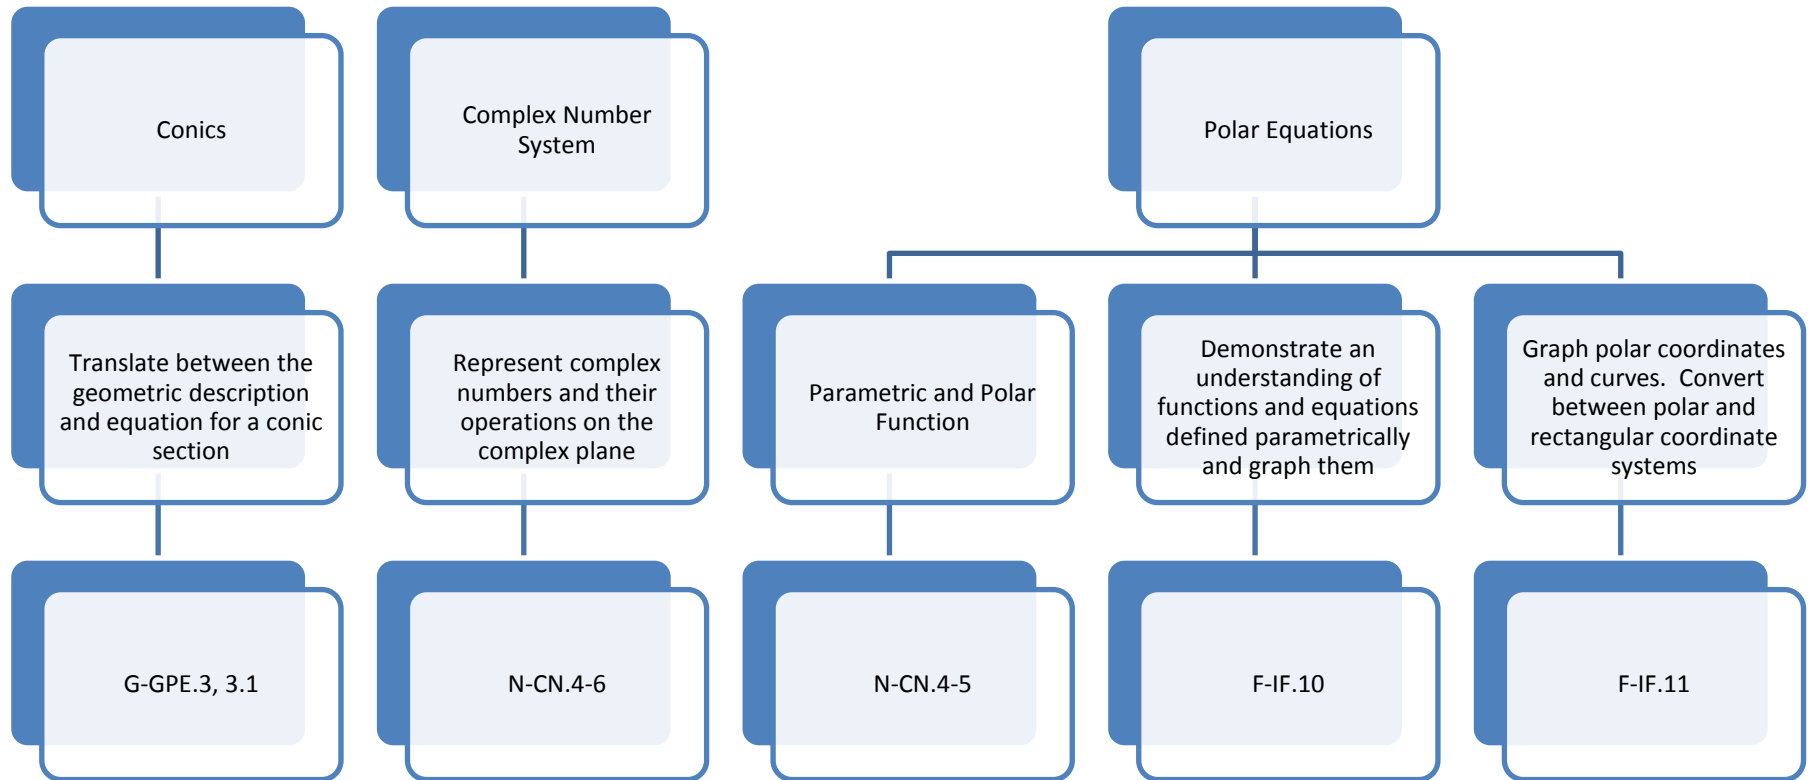 Conics
Complex Number
System
Polar Equations
Translate between the
geometric description
and equation for a conic
section
Represent complex
numbers and their
operations on the
complex plane
Parametric and Polar
Function
Demonstrate an
understanding of
functions and equations
defined parametrically
and graph them
Graph polar coordinates
and curves.  Convert
between polar and
rectangular coordinate
systems
G-GPE.3, 3.1
N-CN.4-6
N-CN.4-5
F-IF.10
F-IF.11